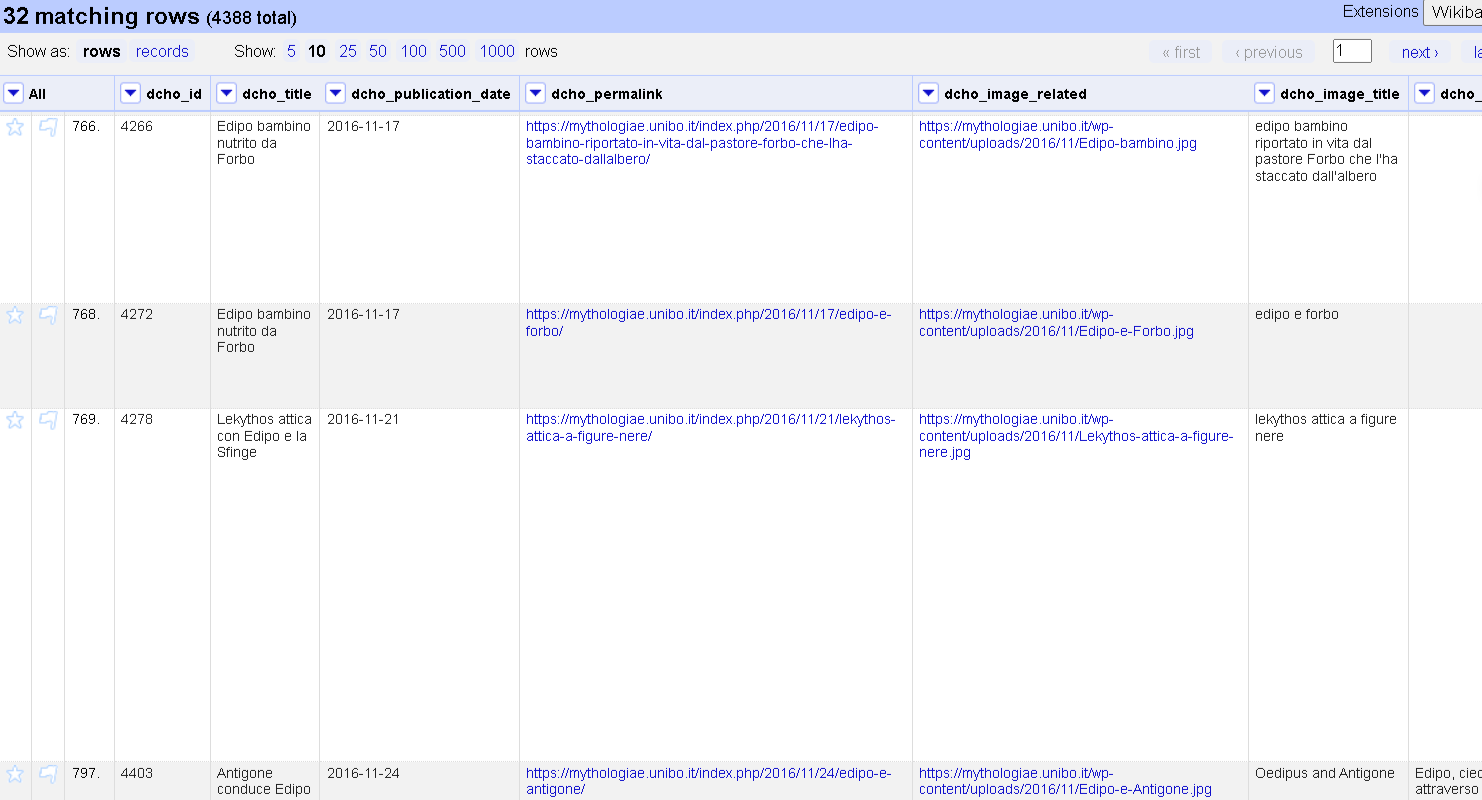 32 matching rows (4388 total)
Extensions
Wikiba
Show as: rows records Show: 5 10 25 50 100 500 1000 rows
« first ‹ previous 1 next › la
All dcho_id dcho_title dcho_publication_date dcho_permalink dcho_image_related dcho_image_title dcho_
766. 4266 Edipo bambino 2016-11-17 https://mythologiae.unibo.it/index.php/2016/11/17/edipo- https://mythologiae.unibo.it/wp- edipo bambino
nutrito da bambino-riportato-in-vita-dal-pastore-forbo-che-lha- content/uploads/2016/11/Edipo-bambino.jpg riportato in vita dal
Forbo staccato-dallalbero/ pastore Forbo che l'ha
staccato dall'albero
768. 4272 Edipo bambino 2016-11-17 https://mythologiae.unibo.it/index.php/2016/11/17/edipo-e- https://mythologiae.unibo.it/wp- edipo e forbo
nutrito da forbo/ content/uploads/2016/11/Edipo-e-Forbo.jpg
Forbo
769. 4278 Lekythos attica 2016-11-21 https://mythologiae.unibo.it/index.php/2016/11/21/lekythos- https://mythologiae.unibo.it/wp- lekythos attica a figure
con Edipo e la attica-a-figure-nere/ content/uploads/2016/11/Lekythos-attica-a-figure- nere
Sfinge nere.jpg
797. 4403 Antigone 2016-11-24 https://mythologiae.unibo.it/index.php/2016/11/24/edipo-e- https://mythologiae.unibo.it/wp- Oedipus and Antigone Edipo, ciec
conduce Edipo antigone/ content/uploads/2016/11/Edipo-e-Antigone.jpg attraverso